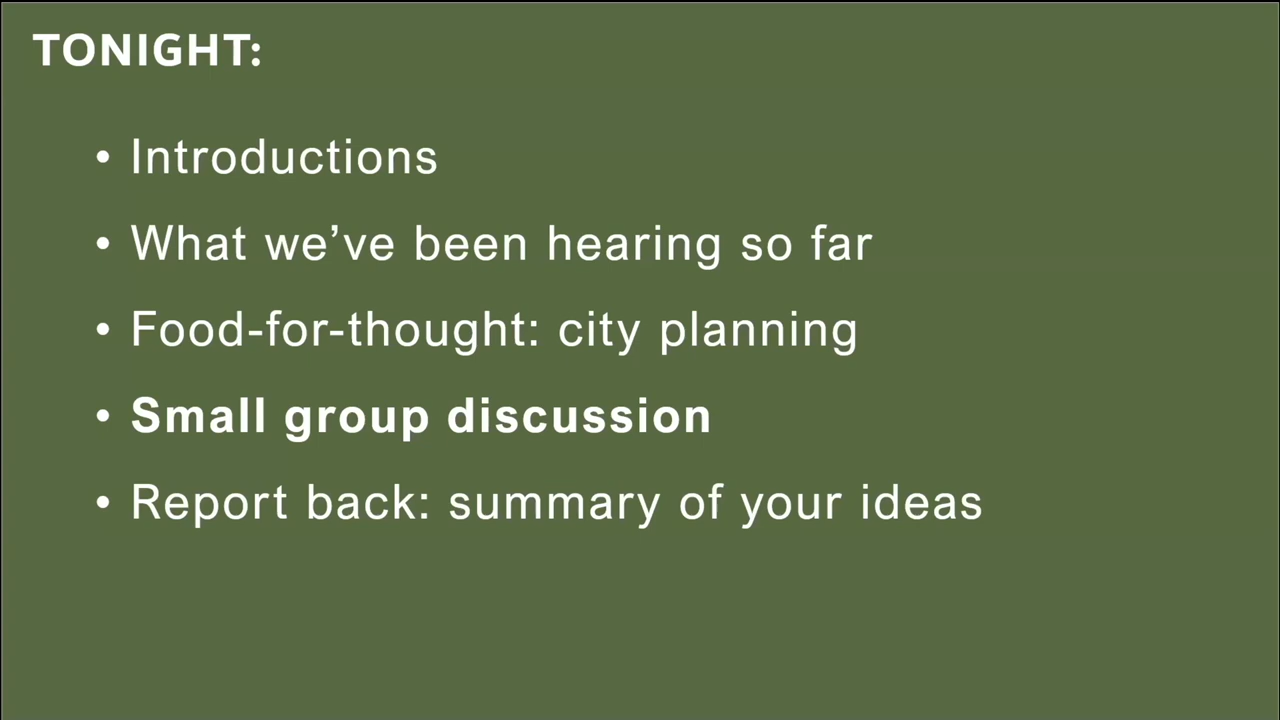 TONIGHT:
• Introductions
• What we’ve been hearing so far
• Food-for-thought: city planning
• Small group discussion
• Report back: summary of your ideas